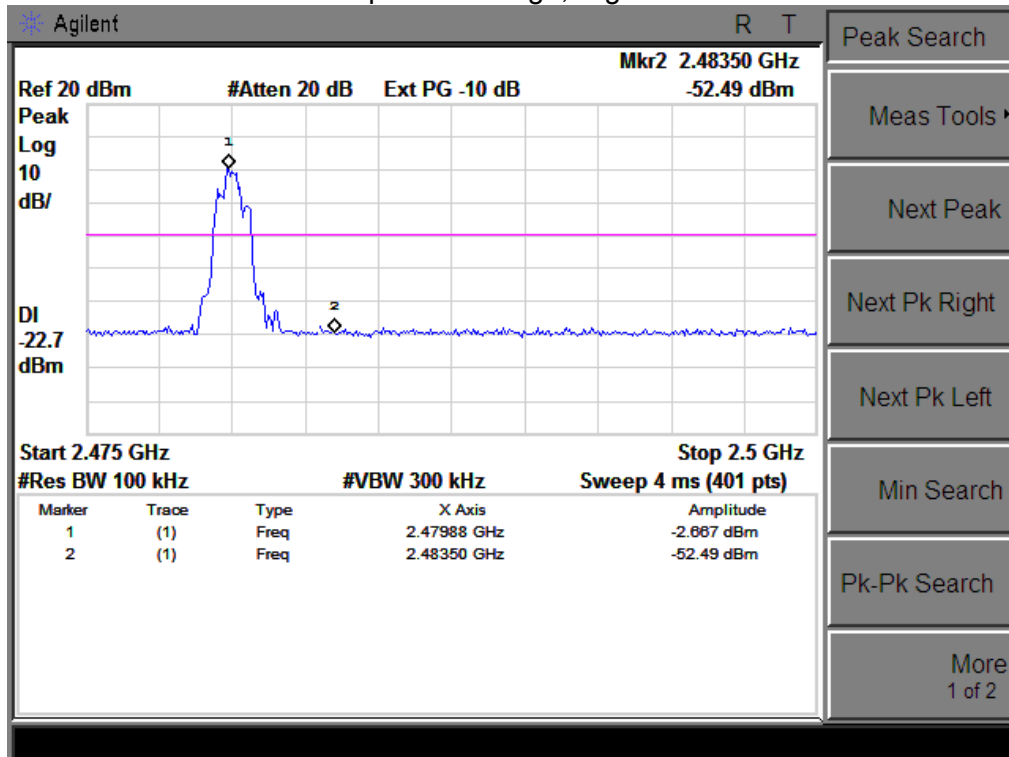 Agilent R T
Mkr2 2.48350 GHz
Ref 20 dBm #Atten 20 dB Ext PG -10 dB -52.49 dBm
Peak
Log
10
dB/
1
2
DI
-22.7
dBm
Start 2.475 GHz Stop 2.5 GHz
#Res BW 100 kHz #VBW 300 kHz Sweep 4 ms (401 pts)
Marker Trace Type X Axis Amplitude
1 (1) Freq 2.47988 GHz -2.667 dBm
2 (1) Freq 2.48350 GHz -52.49 dBm
Peak Search
Meas Tools
Next Peak
Next Pk Right
Next Pk Left
Min Search
Pk-Pk Search
More
1 of 2